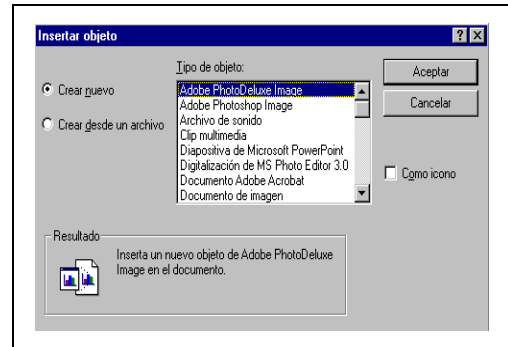 Insertar objeto
Tipo de objeto:
Crear nuevo
Crear desde un archivo
Adobe PhotoDeluxe Image
Adobe Photoshop Image
Archivo de sonido
Clip multimedia
Diapositiva de Microsoft PowerPoint
Digitalización de MS Photo Editor 3.0
Documento Adobe Acrobat
Documento de imagen
Aceptar
Cancelar
Como icono
Resultado
Inserta un nuevo objeto de Adobe PhotoDeluxe
Image en el documento.